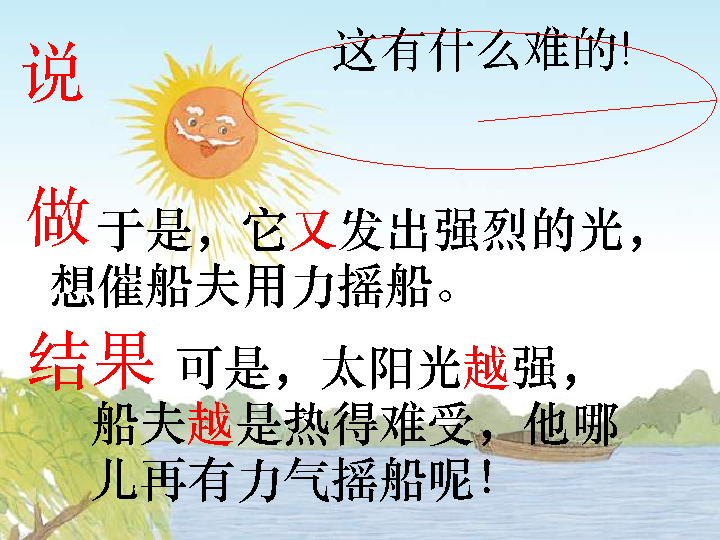 说
这有什么难的!
做
于是，它又发出强烈的光，
想催船夫用力摇船。
结果
可是，太阳光越强，
船夫越是热得难受，他哪
儿再有力气摇船呢！